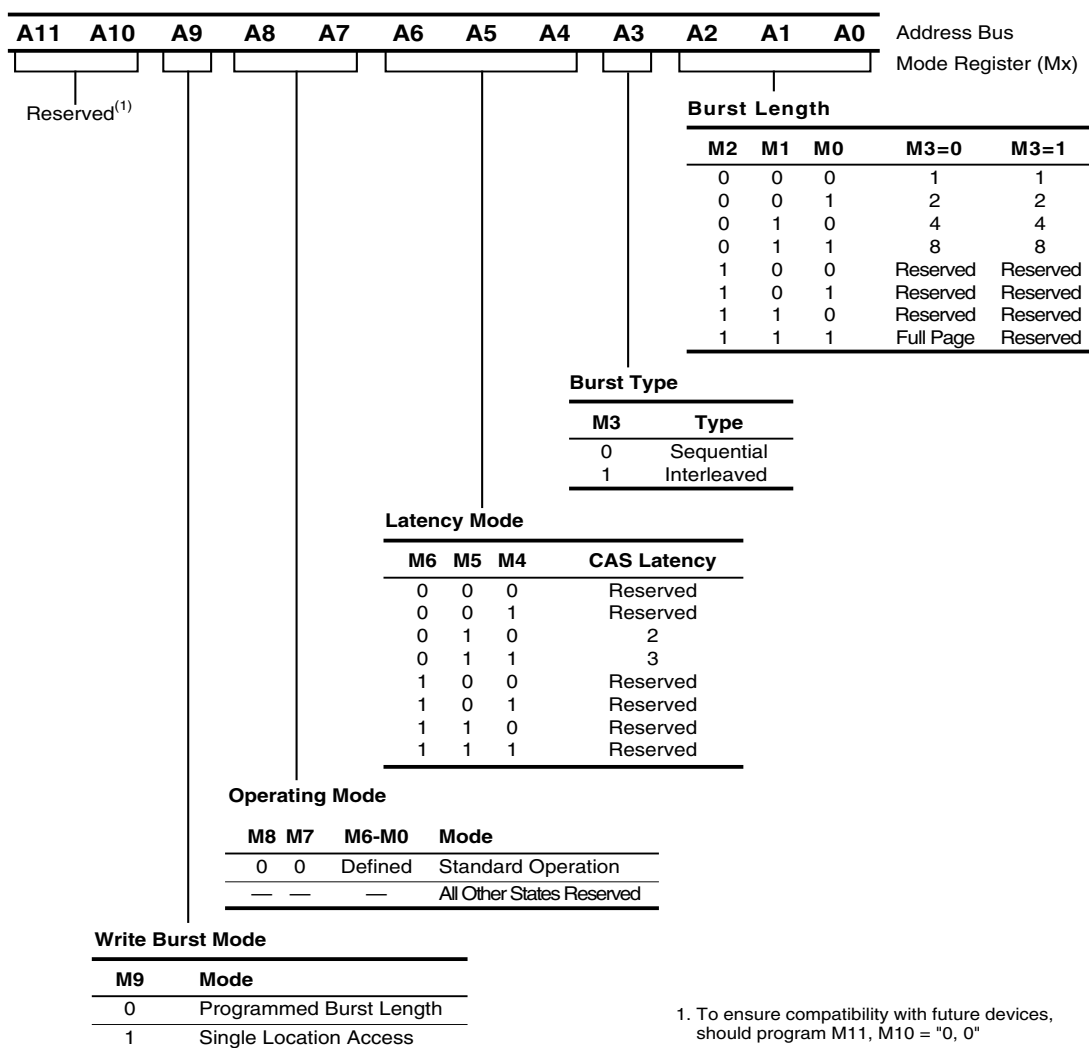 A11 A10 A9 A8 A7 A6 A5 A4 A3 A2 A1 A0 Address Bus
Mode Register (Mx)
Reserved(1)
Burst Length
M2 M1 M0 M3=0 M3=1
0 0 0 1 1
0 0 1 2 2
0 1 0 4 4
0 1 1 8 8
1 0 0 Reserved Reserved
1 0 1 Reserved Reserved
1 1 0 Reserved Reserved
1 1 1 Full Page Reserved
Burst Type
M3 Type
0 Sequential
1 Interleaved
Latency Mode
M6 M5 M4 CAS Latency
0 0 0 Reserved
0 0 1 Reserved
0 1 0 2
0 1 1 3
1 0 0 Reserved
1 0 1 Reserved
1 1 0 Reserved
1 1 1 Reserved
Operating Mode
M8 M7 M6-M0 Mode
0 0 Defined Standard Operation
— — — All Other States Reserved
Write Burst Mode
M9 Mode
0 Programmed Burst Length
1 Single Location Access
1. To ensure compatibility with future devices,
should program M11, M10 = "0, 0"